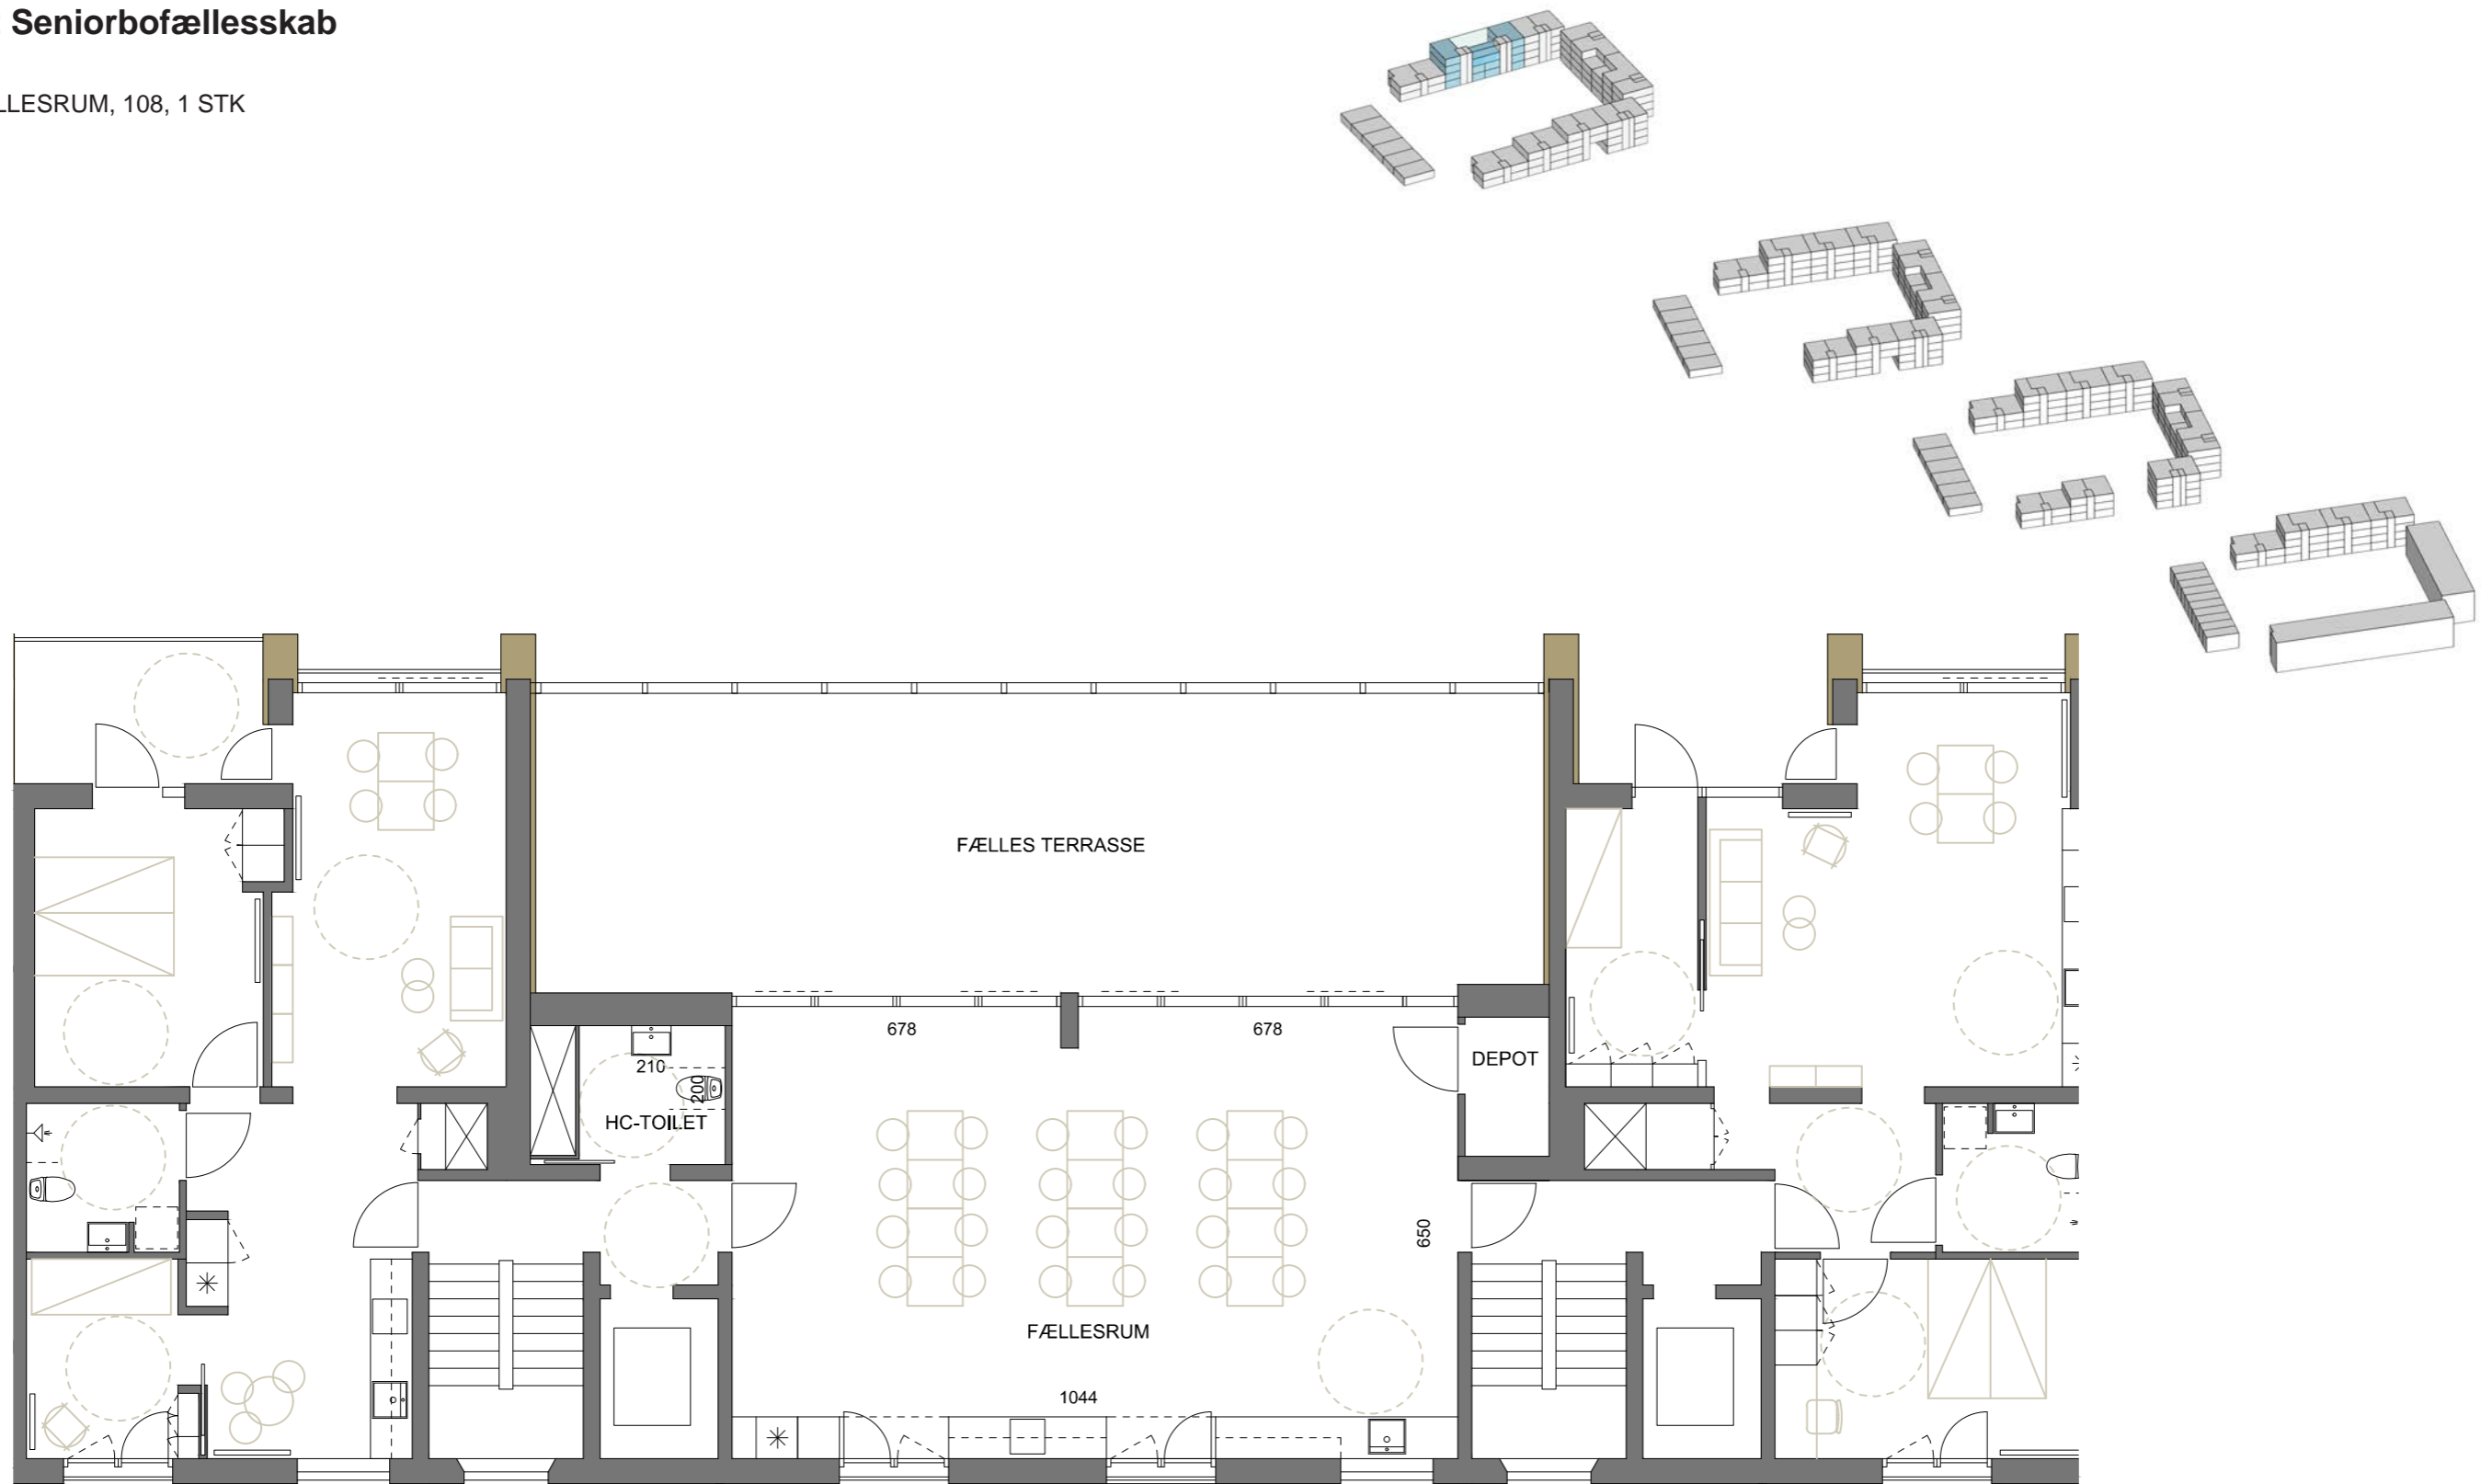 Seniorbofællesskab
LLESRUM, 108, 1 STK
FÆLLES TERRASSE
678
678
DEPOT
210
200
HC-TOILET
650
FÆLLESRUM
1044